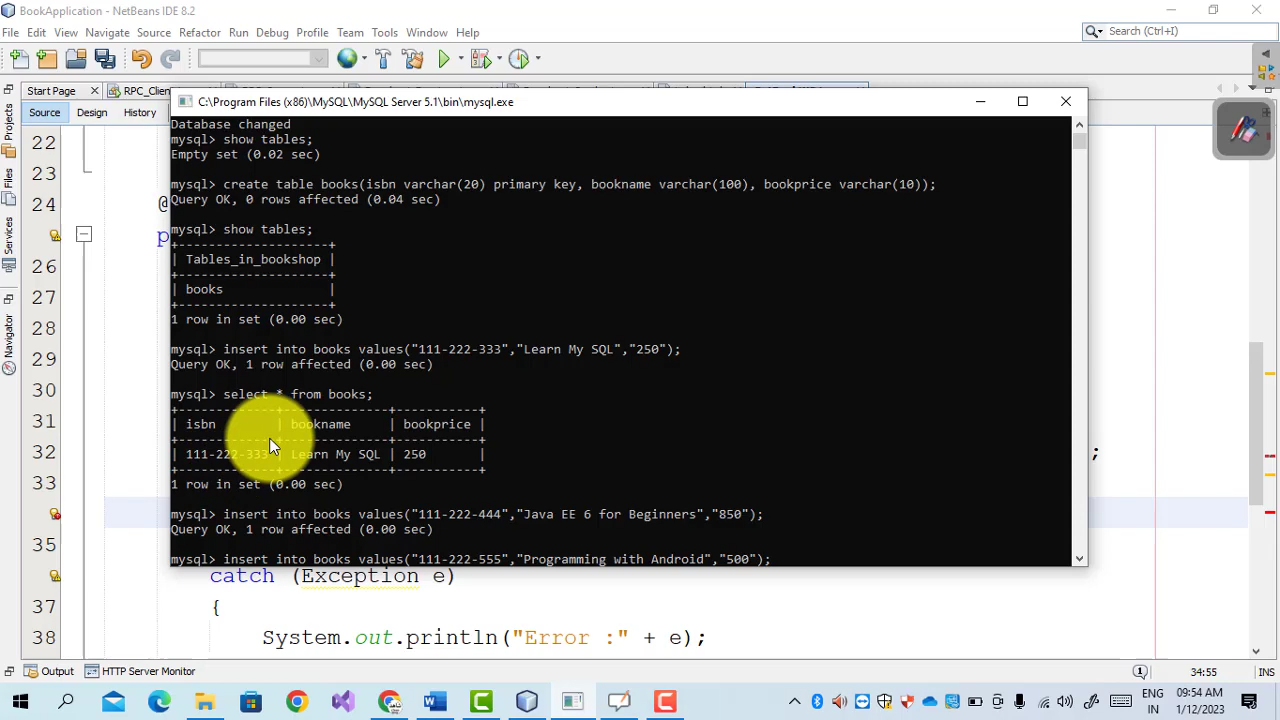 BookApplication - NetBeans IDE 8.2
File Edit View Navigate Source Refactor Run Debug Profile Team Tools Window Help
Search (Ctrl+I)
Start Page
RPC_Clien
Source Design History
C:\Program Files (x86)\MySQL\MySQL Server 5.1\bin\mysql.exe
Database changed
mysql> show tables;
Empty set (0.02 sec)
mysql> create table books(isbn varchar(20) primary key, bookname varchar(100), bookprice varchar(10));
Query OK, 0 rows affected (0.04 sec)
mysql> show tables;
+--------------------+
| Tables_in_bookshop |
+--------------------+
| books              |
+--------------------+
1 row in set (0.00 sec)
mysql> insert into books values("111-222-333","Learn My SQL","250");
Query OK, 1 row affected (0.00 sec)
mysql> select * from books;
+-------------+--------------+-----------+
| isbn        | bookname     | bookprice |
+-------------+--------------+-----------+
| 111-222-333 | Learn My SQL | 250       |
+-------------+--------------+-----------+
1 row in set (0.00 sec)
mysql> insert into books values("111-222-444","Java EE 6 for Beginners","850");
Query OK, 1 row affected (0.00 sec)
mysql> insert into books values("111-222-555","Programming with Android","500");
Projects
Files
Services
Navigator
22
23
24 @
p
26
27
28
29
30
31
32 ;
33
35
catch (Exception e)
37 {
38 System.out.println("Error :" + e);
Output HTTP Server Monitor
34:55 INS
ENG
IN
09:54 AM
1/12/2023